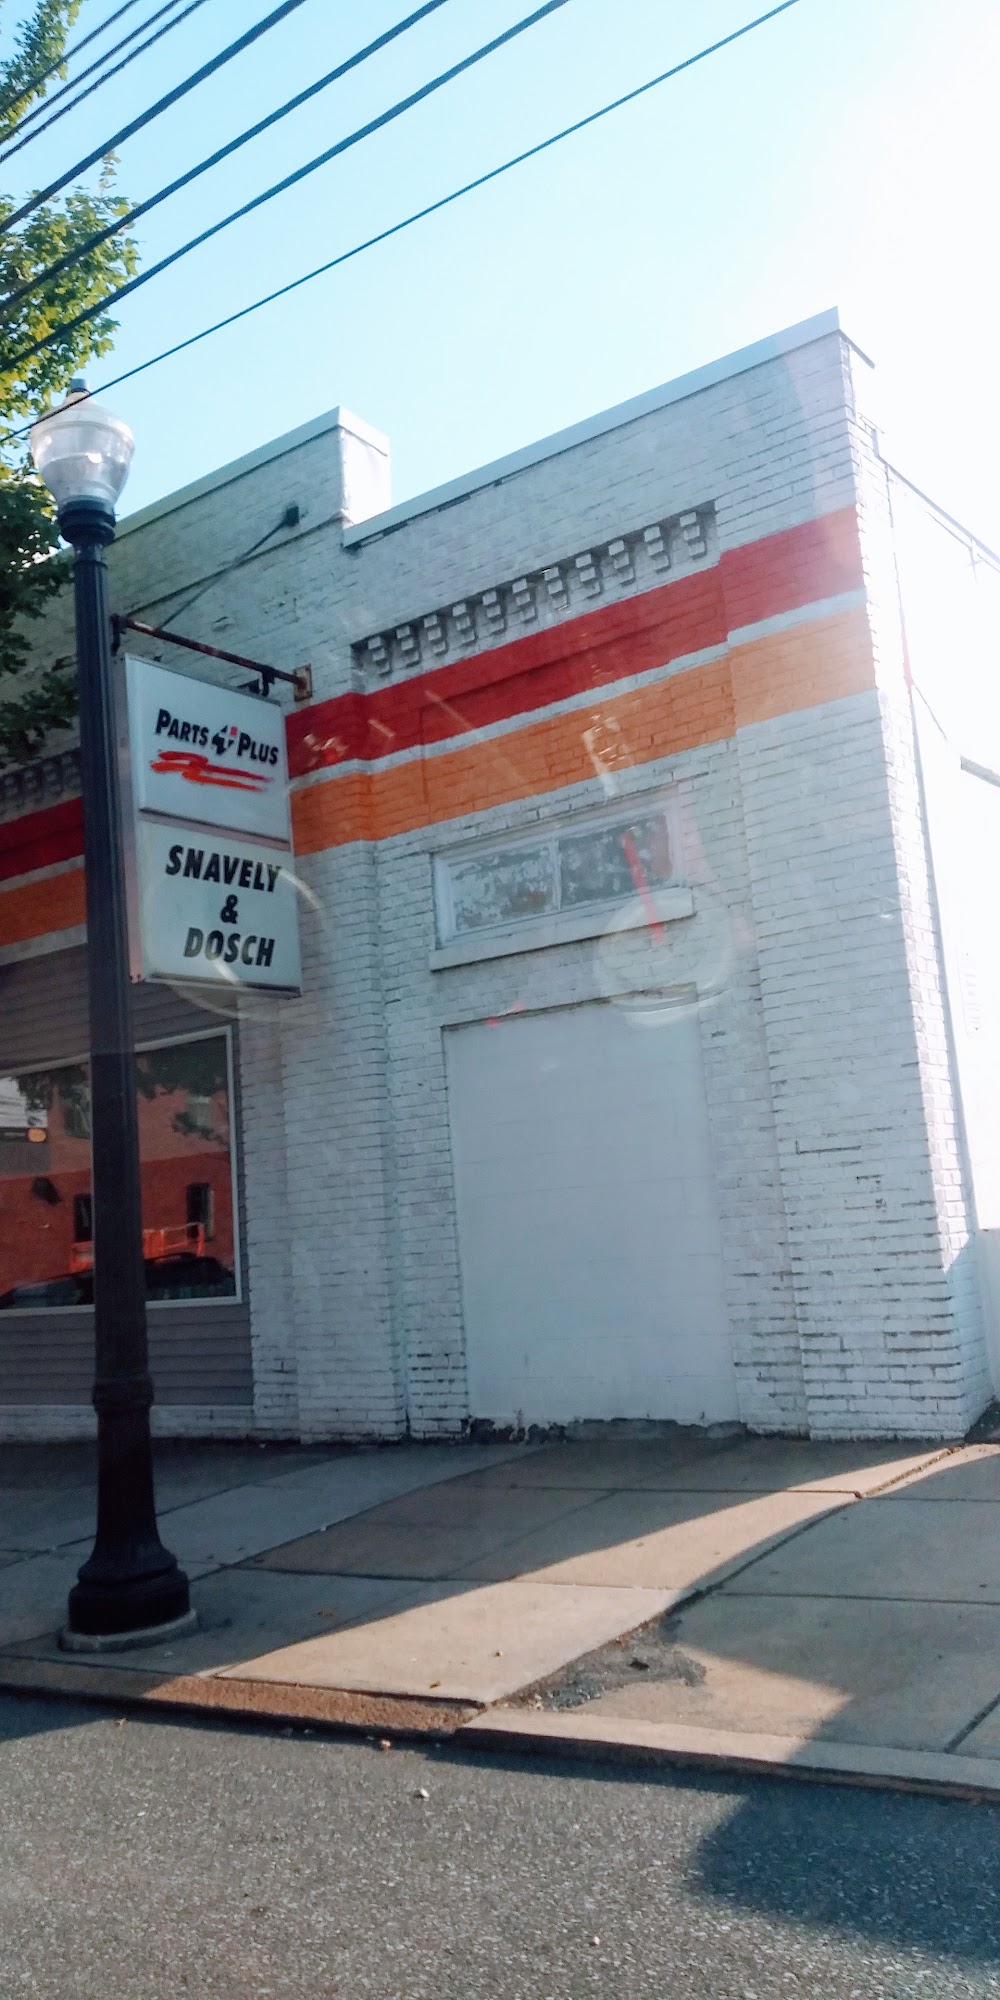 PARTS PLUS
SNAVELY
&
DOSCH